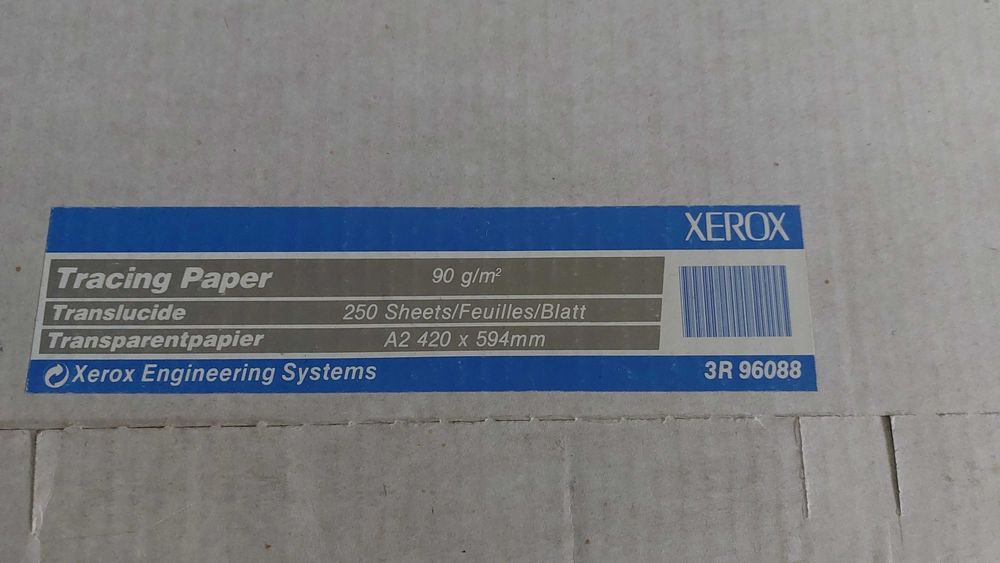 XEROX
Tracing Paper 90 g/m²
Translucide 250 Sheets/Feuilles/Blatt
Transparentpapier A2 420 x 594mm
Xerox Engineering Systems 3R 96088